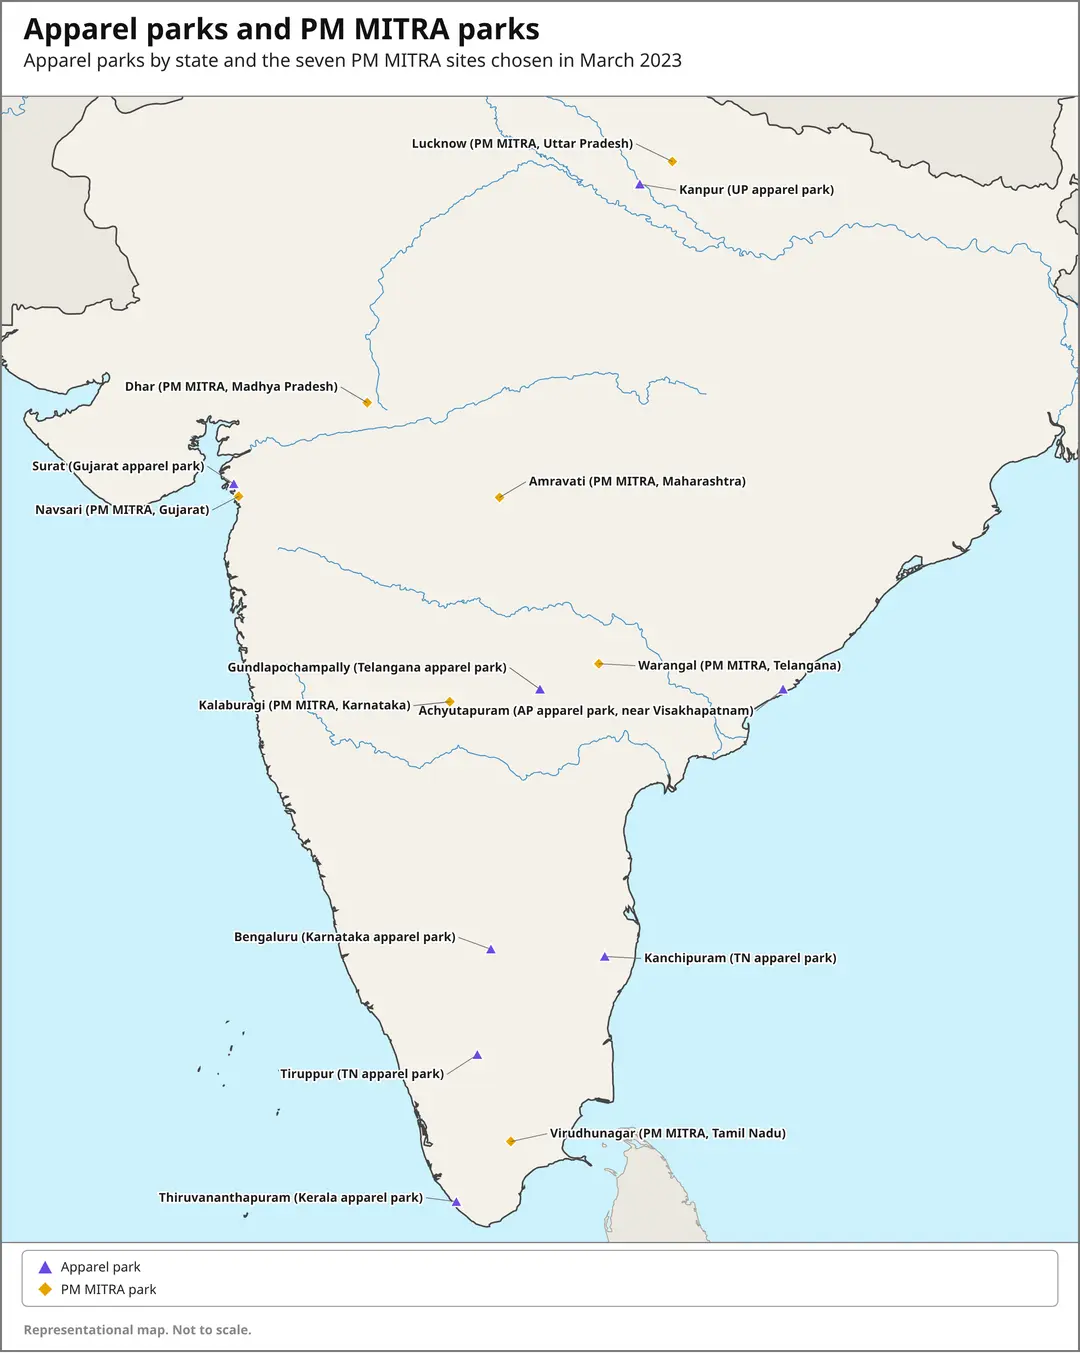 Apparel parks and PM MITRA parks
Apparel parks by state and the seven PM MITRA sites chosen in March 2023
Lucknow (PM MITRA, Uttar Pradesh)
Kanpur (UP apparel park)
Dhar (PM MITRA, Madhya Pradesh)
Surat (Gujarat apparel park)
Amravati (PM MITRA, Maharashtra)
Navsari (PM MITRA, Gujarat)
Warangal (PM MITRA, Telangana)
Gundlapochampally (Telangana apparel park)
Kalaburagi (PM MITRA, Karnataka)
Achyutapuram (AP apparel park, near Visakhapatnam)
Bengaluru (Karnataka apparel park)
Kanchipuram (TN apparel park)
Tiruppur (TN apparel park)
Virudhunagar (PM MITRA, Tamil Nadu)
Thiruvananthapuram (Kerala apparel park)
Apparel park
PM MITRA park
Representational map. Not to scale.